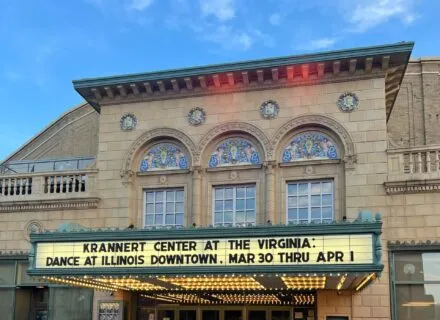 KRANNERT CENTER AT THE VIRGINIA:
DANCE AT ILLINOIS DOWNTOWN, MAR 30 THRU APR 1